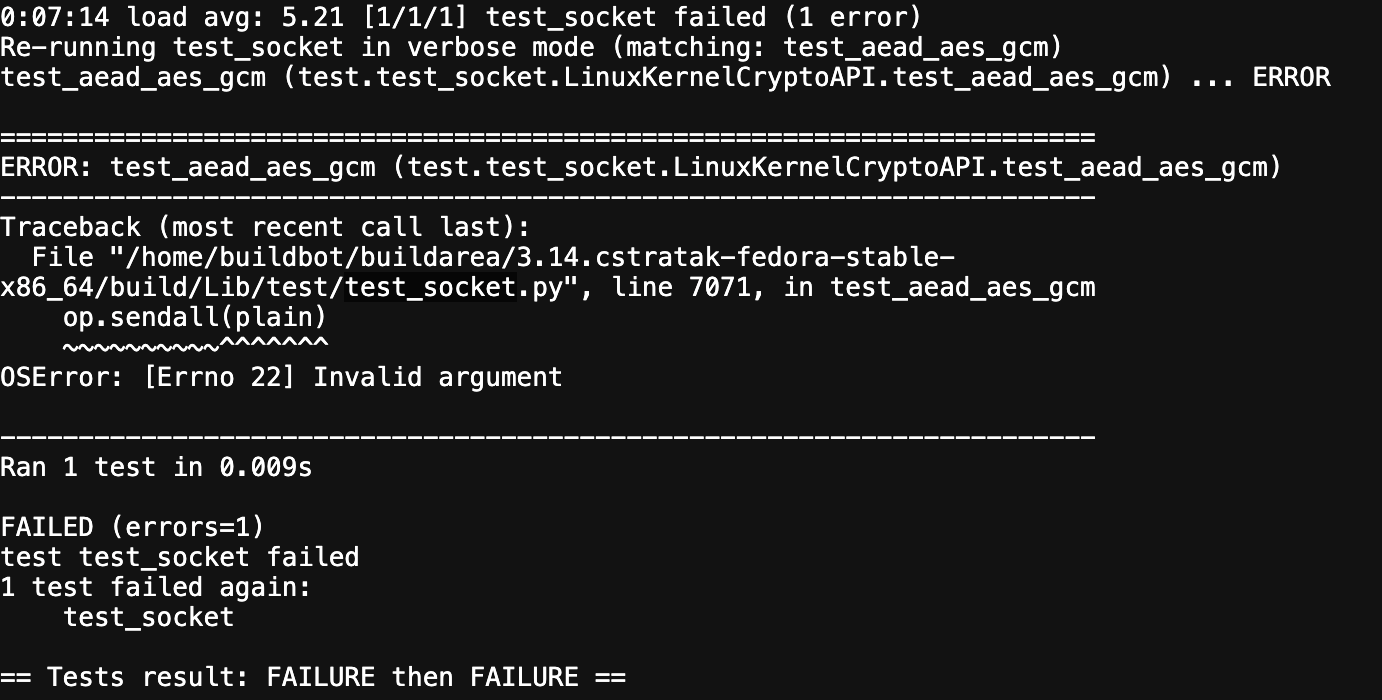 0:07:14 load avg: 5.21 [1/1/1] test_socket failed (1 error)
Re-running test_socket in verbose mode (matching: test_aead_aes_gcm)
test_aead_aes_gcm (test.test_socket.LinuxKernelCryptoAPI.test_aead_aes_gcm) ... ERROR
======================================================================
ERROR: test_aead_aes_gcm (test.test_socket.LinuxKernelCryptoAPI.test_aead_aes_gcm)
----------------------------------------------------------------------
Traceback (most recent call last):
  File "/home/buildbot/buildarea/3.14.cstratak-fedora-stable-
x86_64/build/Lib/test/test_socket.py", line 7071, in test_aead_aes_gcm
    op.sendall(plain)
    ~~~~~~~~~~^^^^^^^
OSError: [Errno 22] Invalid argument
----------------------------------------------------------------------
Ran 1 test in 0.009s
FAILED (errors=1)
test test_socket failed
1 test failed again:
    test_socket
== Tests result: FAILURE then FAILURE ==